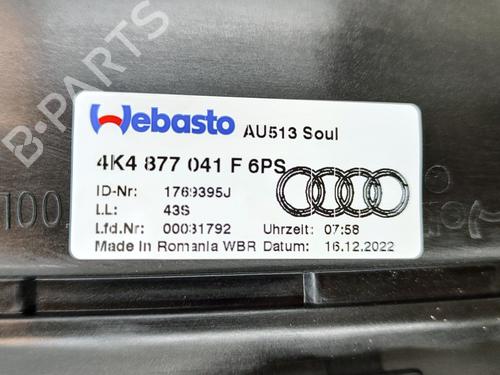 B-PARTS
Webasto AU513 Soul
4K4 877 041 F 6PS
100
ID-Nr: 1769395J
LL: 43S
Lfd.Nr: 00031792 Uhrzeit: 07:58
Made in Romania WBR Datum: 16.12.2022